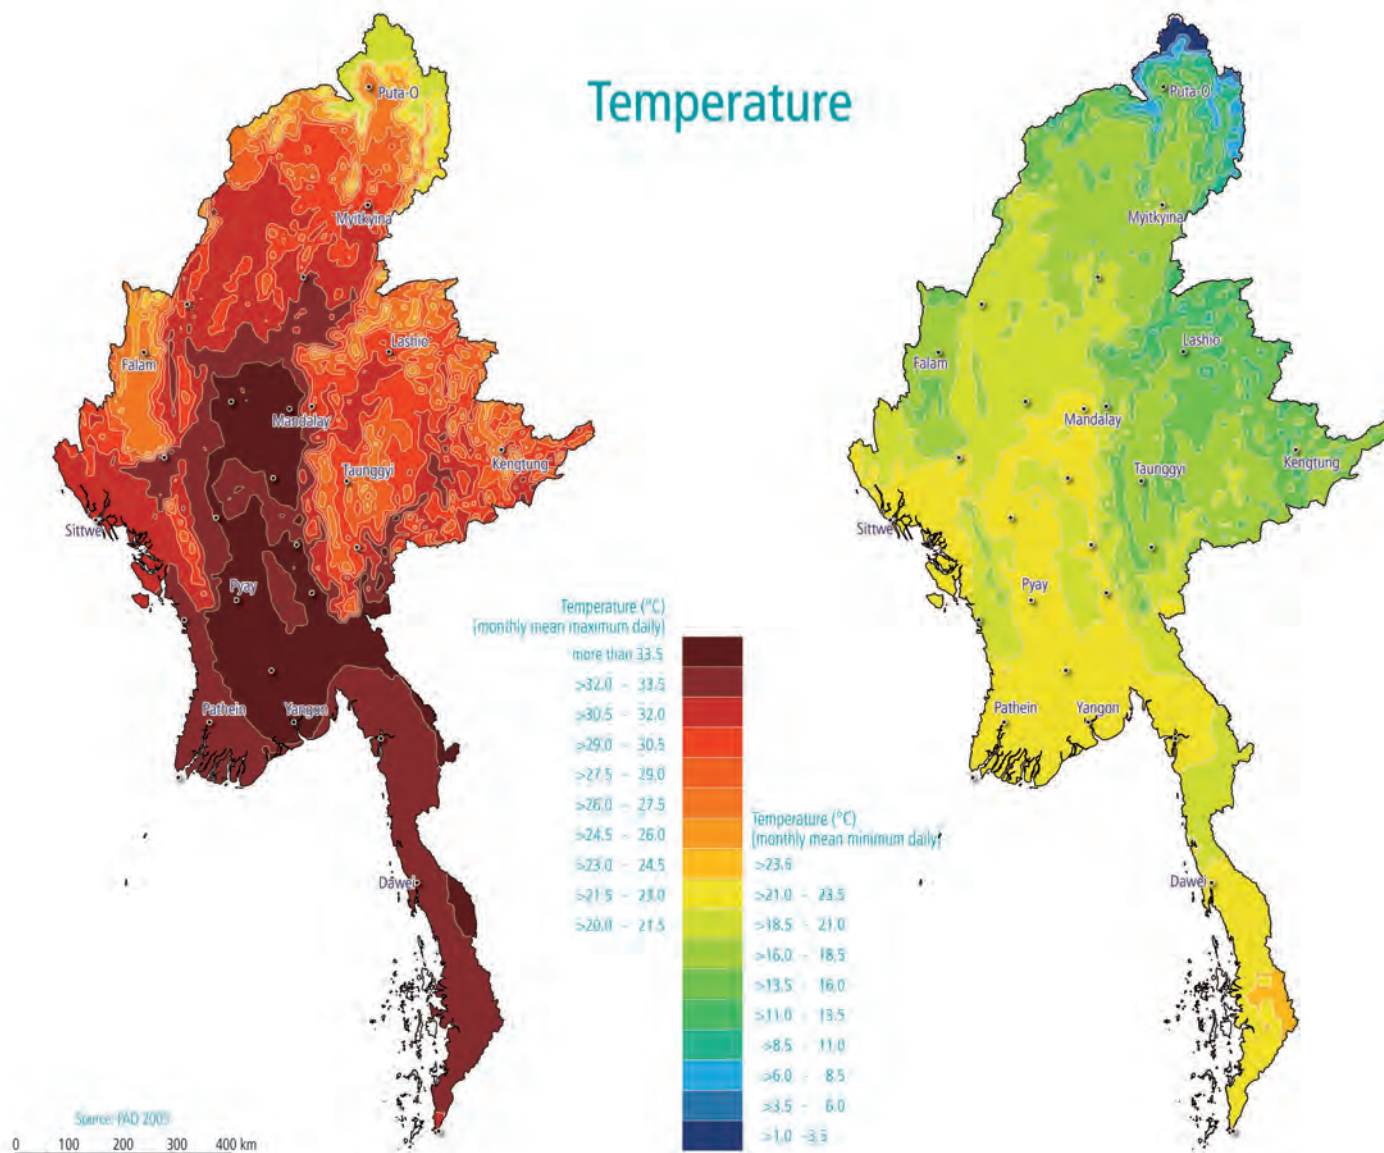 Temperature
Puta-O
Myitkyina
Lashio
Falam
Mandalay
Kengtung
Taunggyi
Sittwe
Pyay
Pathein
Yangon
Dawei
Puta-O
Myitkyina
Lashio
Falam
Mandalay
Kengtung
Taunggyi
Sittwe
Pyay
Pathein
Yangon
Dawei
Temperature (°C)
(monthly mean maximum daily)
more than 33.5
>32.0 - 33.5
>30.5 - 32.0
>29.0 - 30.5
>27.5 - 29.0
>26.0 - 27.5
>24.5 - 26.0
>23.0 - 24.5
>21.5 - 23.0
>20.0 - 21.5
Temperature (°C)
(monthly mean minimum daily)
>23.5
>21.0 - 23.5
>18.5 - 21.0
>16.0 - 18.5
>13.5 - 16.0
>11.0 - 13.5
>8.5 - 11.0
>6.0 - 8.5
>3.5 - 6.0
>1.0 -3.5
Source: FAO 2005
0 100 200 300 400 km